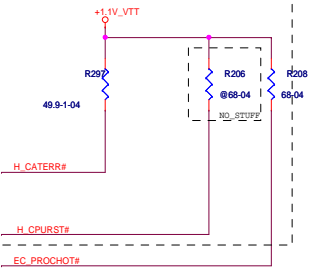 +1.1V_VTT
R297 R206 R208
49.9-1-04 @68-04 68-04
NO_STUFF
H_CATERR#
H_CPURST#
EC_PROCHOT#